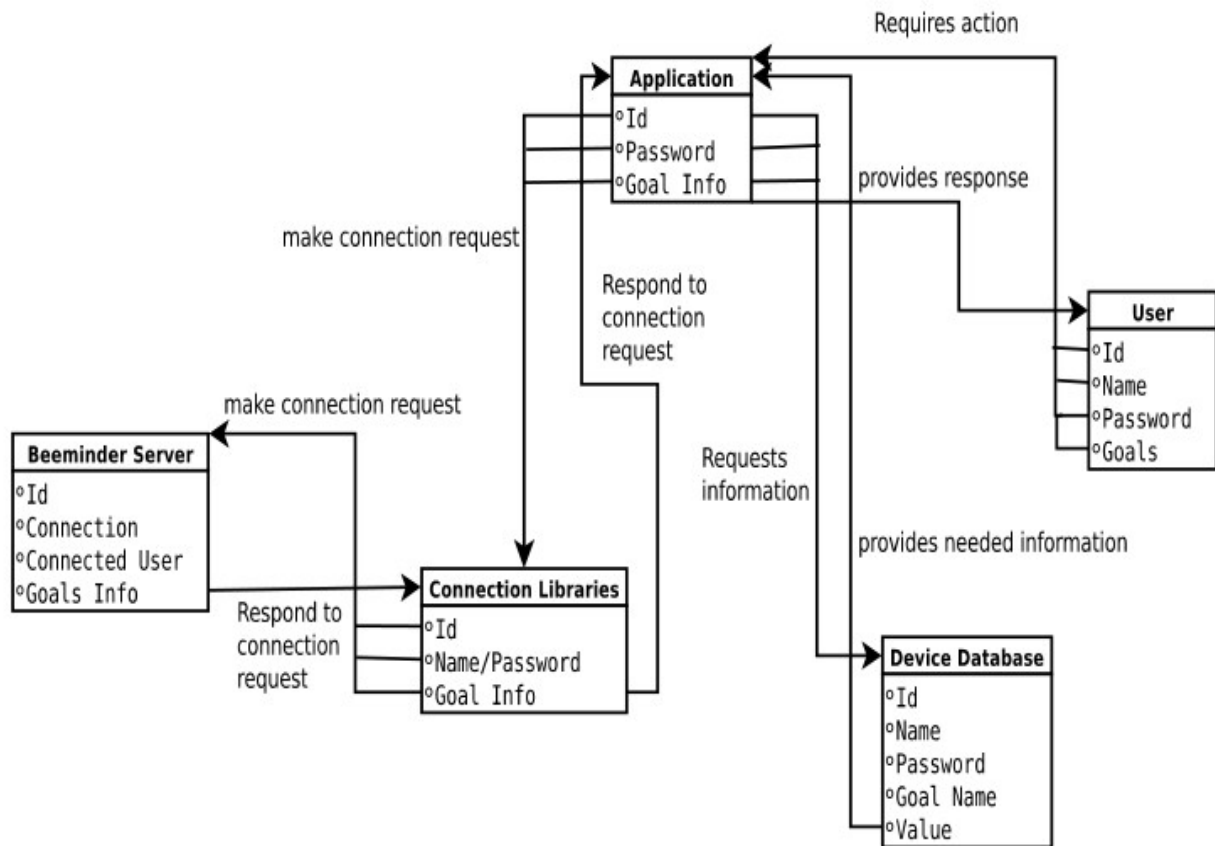 Requires action
Application
Id
Password
Goal Info
provides response
make connection request
Respond to
connection
request
User
Id
Name
Password
Goals
make connection request
Beeminder Server
Id
Connection
Connected User
Goals Info
Requests
information
provides needed information
Connection Libraries
Id
Name/Password
Goal Info
Respond to
connection
request
Device Database
Id
Name
Password
Goal Name
Value